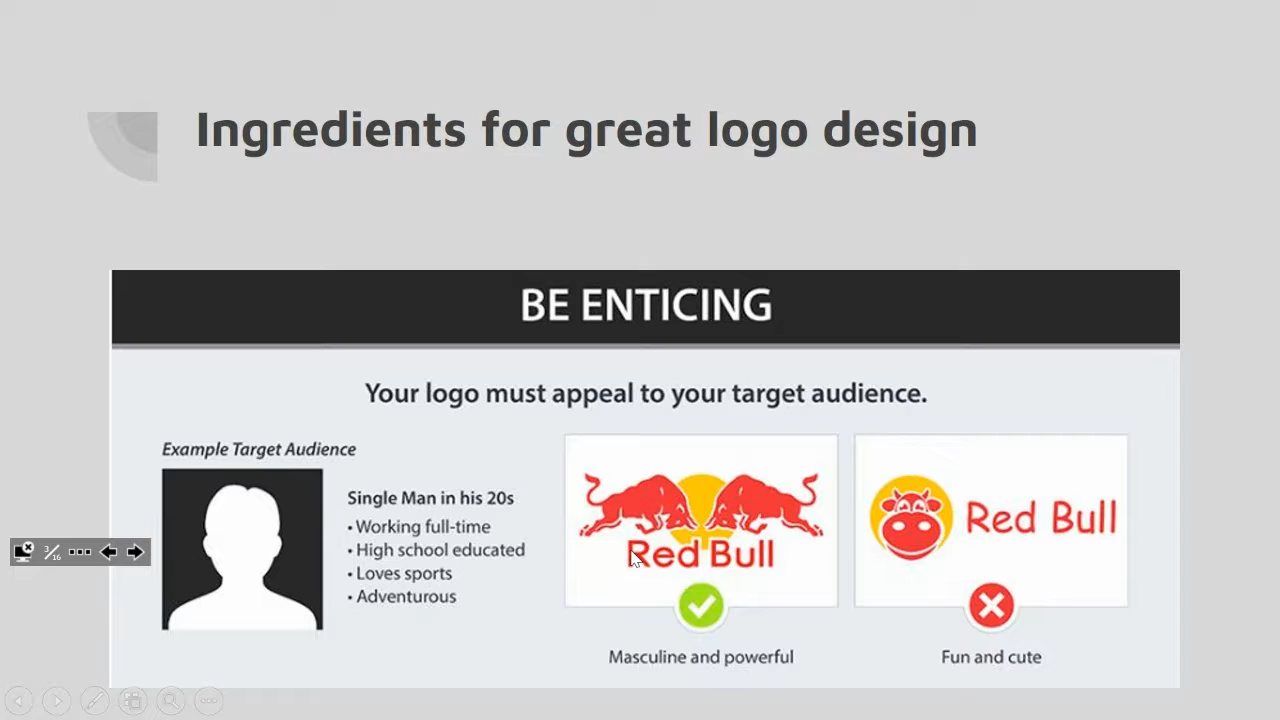 Ingredients for great logo design
BE ENTICING
Your logo must appeal to your target audience.
Example Target Audience
Single Man in his 20s
• Working full-time
• High school educated
• Loves sports
• Adventurous
Red Bull
Masculine and powerful
Red Bull
Fun and cute
3/16